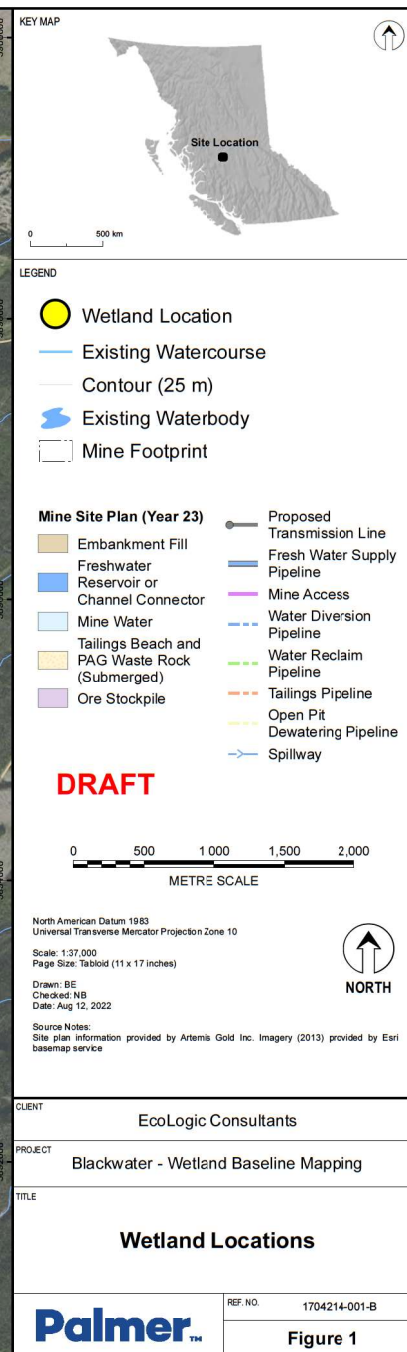 KEY MAP
Site Location
0 500 km
LEGEND
Wetland Location
Existing Watercourse
Contour (25 m)
Existing Waterbody
Mine Footprint
Mine Site Plan (Year 23)
Embankment Fill
Freshwater
Reservoir or
Channel Connector
Mine Water
Tailings Beach and
PAG Waste Rock
(Submerged)
Ore Stockpile
Proposed
Transmission Line
Fresh Water Supply
Pipeline
Mine Access
Water Diversion
Pipeline
Water Reclaim
Pipeline
Tailings Pipeline
Open Pit
Dewatering Pipeline
Spillway
DRAFT
0 500 1 000 1,500 2,000
METRE SCALE
North American Datum 1983
Universal Transverse Mercator Projection Zone 10
Scale: 1:37,000
Page Size: Tabloid (11 x 17 inches)
Drawn: BE
Checked: NB
Date: Aug 12, 2022
Source Notes:
Site plan information provided by Artemis Gold Inc. Imagery (2013) provided by Esri
basemap service
NORTH
CLIENT
EcoLogic Consultants
PROJECT
Blackwater - Wetland Baseline Mapping
TITLE
Wetland Locations
Palmer™
REF. NO. 1704214-001-B
Figure 1